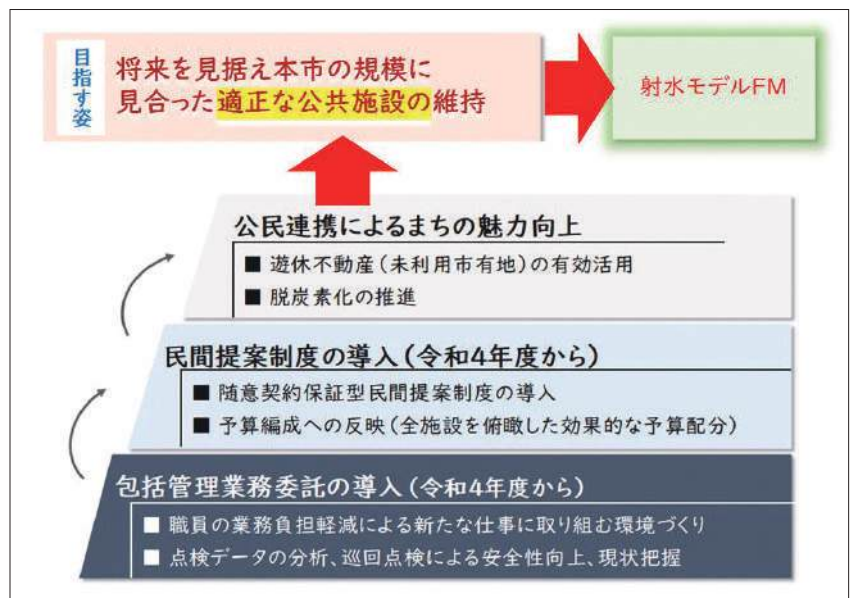 目指す姿
将来を見据え本市の規模に
見合った適正な公共施設の維持
射水モデルFM
公民連携によるまちの魅力向上
■ 遊休不動産(未利用市有地)の有効活用
■ 脱炭素化の推進
民間提案制度の導入(令和4年度から)
■ 随意契約保証型民間提案制度の導入
■ 予算編成への反映(全施設を俯瞰した効果的な予算配分)
包括管理業務委託の導入(令和4年度から)
■ 職員の業務負担軽減による新たな仕事に取り組む環境づくり
■ 点検データの分析、巡回点検による安全性向上、現状把握